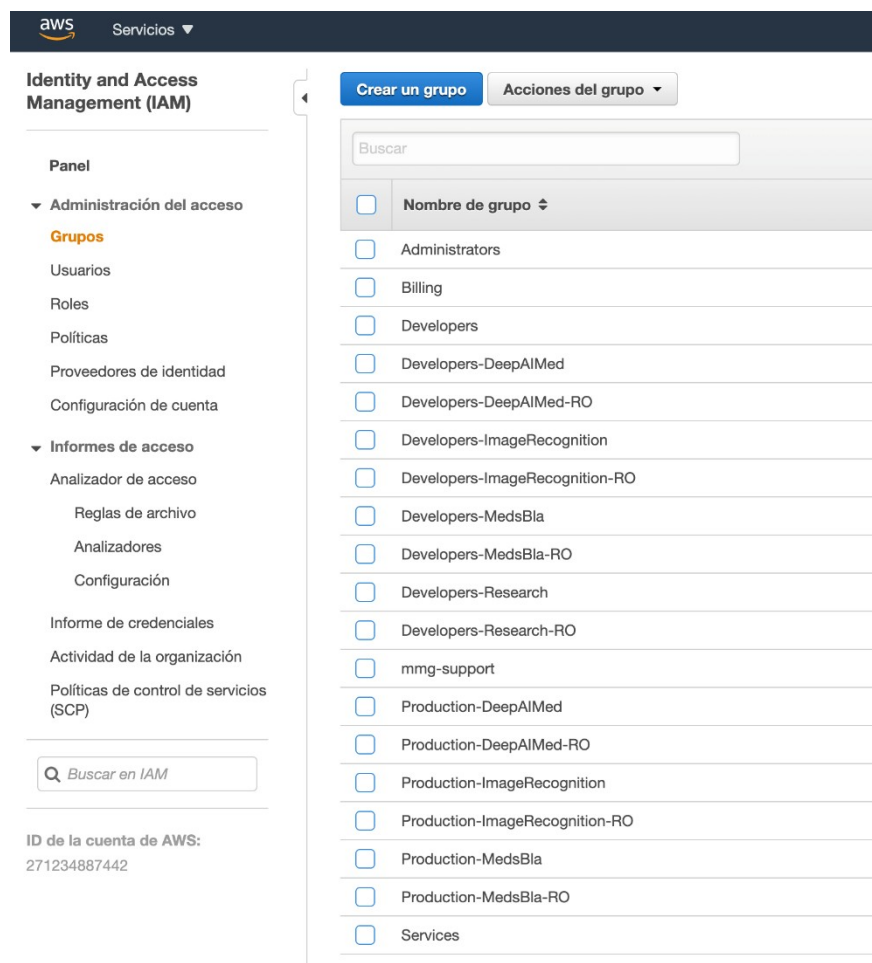 aws
Servicios ▼
Identity and Access
Management (IAM)
Panel
Administración del acceso
Grupos
Usuarios
Roles
Políticas
Proveedores de identidad
Configuración de cuenta
Informes de acceso
Analizador de acceso
Reglas de archivo
Analizadores
Configuración
Informe de credenciales
Actividad de la organización
Políticas de control de servicios
(SCP)
Buscar en IAM
ID de la cuenta de AWS:
271234887442
Crear un grupo
Acciones del grupo
Buscar
Nombre de grupo
Administrators
Billing
Developers
Developers-DeepAIMed
Developers-DeepAIMed-RO
Developers-ImageRecognition
Developers-ImageRecognition-RO
Developers-MedsBla
Developers-MedsBla-RO
Developers-Research
Developers-Research-RO
mmg-support
Production-DeepAIMed
Production-DeepAIMed-RO
Production-ImageRecognition
Production-ImageRecognition-RO
Production-MedsBla
Production-MedsBla-RO
Services